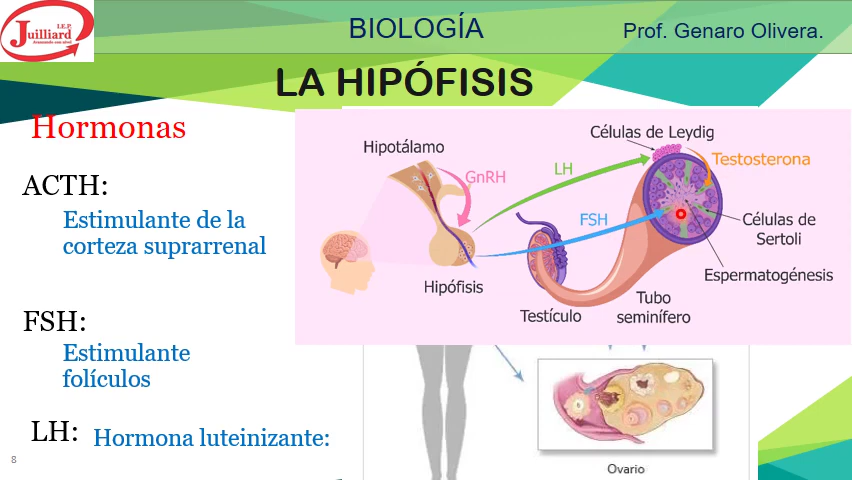 I.E.P.
Juilliard
BIOLOGÍA
Prof. Genaro Olivera.
LA HIPÓFISIS
Hormonas
ACTH:
Estimulante de la
corteza suprarrenal
FSH:
Estimulante
folículos
LH:
Hormona luteinizante:
Hipotálamo
GnRH
LH
FSH
Células de Leydig
Testosterona
Células de
Sertoli
Espermatogénesis
Hipófisis
Testículo
Tubo
seminífero
Ovario
8